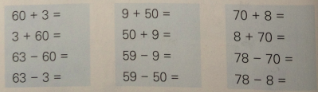 60 + 3 =
3 + 60 =
63 - 60 =
63 - 3 =
9 + 50 =
50 + 9 =
59 - 9 =
59 - 50 =
70 + 8 =
8 + 70 =
78 - 70 =
78 - 8 =